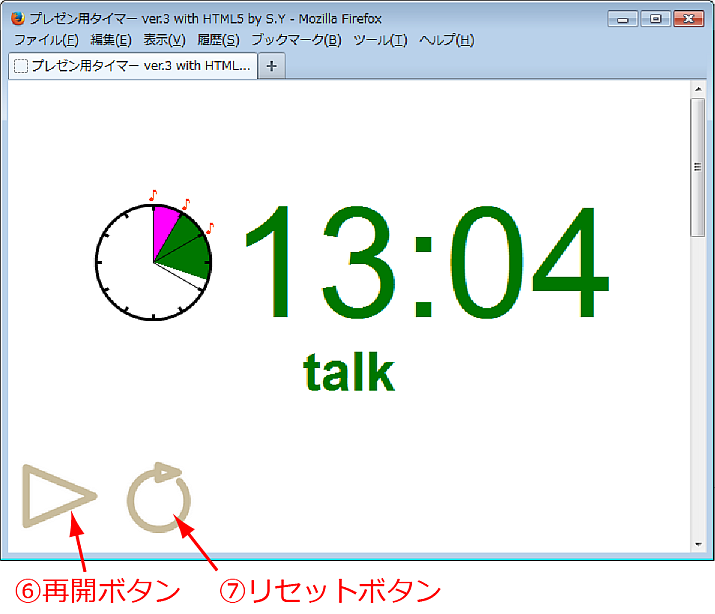 プレゼン用タイマー ver.3 with HTML5 by S.Y - Mozilla Firefox
ファイル(F) 編集(E) 表示(V) 履歴(S) ブックマーク(B) ツール(T) ヘルプ(H)
プレゼン用タイマー ver.3 with HTML... +
13:04
talk
⑥再開ボタン ⑦リセットボタン